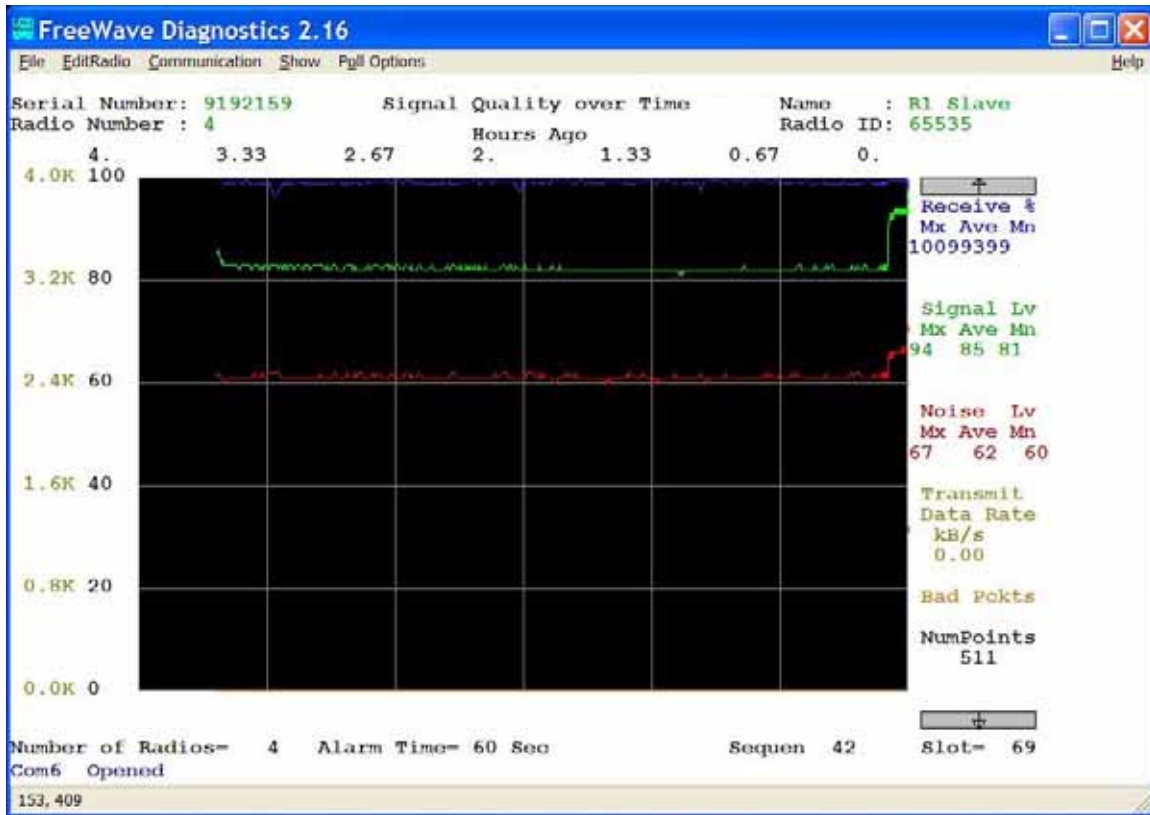 FreeWave Diagnostics 2.16
File EditRadio Communication Show Poll Options Help
Serial Number: 9192159 Signal Quality over Time Name : R1 Slave
Radio Number : 4 Hours Ago Radio ID: 65535
4. 3.33 2.67 2. 1.33 0.67 0.
4.0K 100
Receive %
Mx Ave Mn
10099399
3.2K 80
Signal Lv
Mx Ave Mn
94 85 81
2.4K 60
Noise Lv
Mx Ave Mn
67 62 60
1.6K 40
Transmit
Data Rate
kB/s
0.00
0.8K 20
Bad Pckts
NumPoints
511
0.0K 0
Number of Radios= 4 Alarm Time= 60 Sec Sequen 42 Slot= 69
Com6 Opened
153, 409